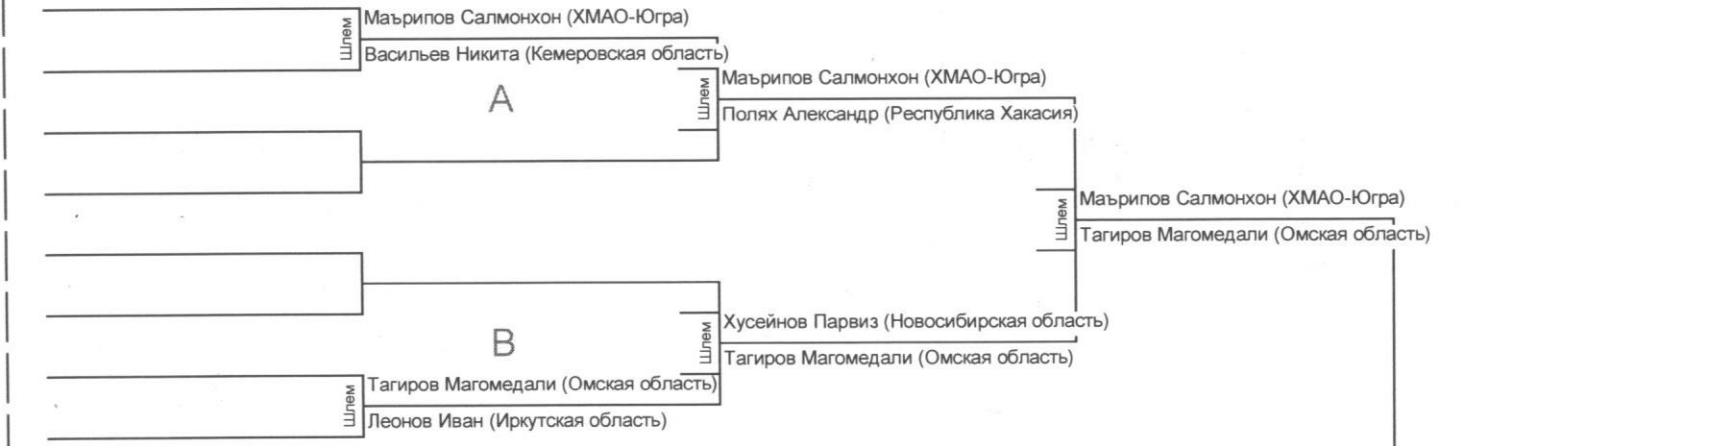 Шлем
Маърипов Салмонхон (ХМАО-Югра)
Васильев Никита (Кемеровская область)
A
Шлем
Маърипов Салмонхон (ХМАО-Югра)
Полях Александр (Республика Хакасия)
Шлем
Маърипов Салмонхон (ХМАО-Югра)
Тагиров Магомедали (Омская область)
B
Шлем
Хусейнов Парвиз (Новосибирская область)
Тагиров Магомедали (Омская область)
Шлем
Тагиров Магомедали (Омская область)
Леонов Иван (Иркутская область)